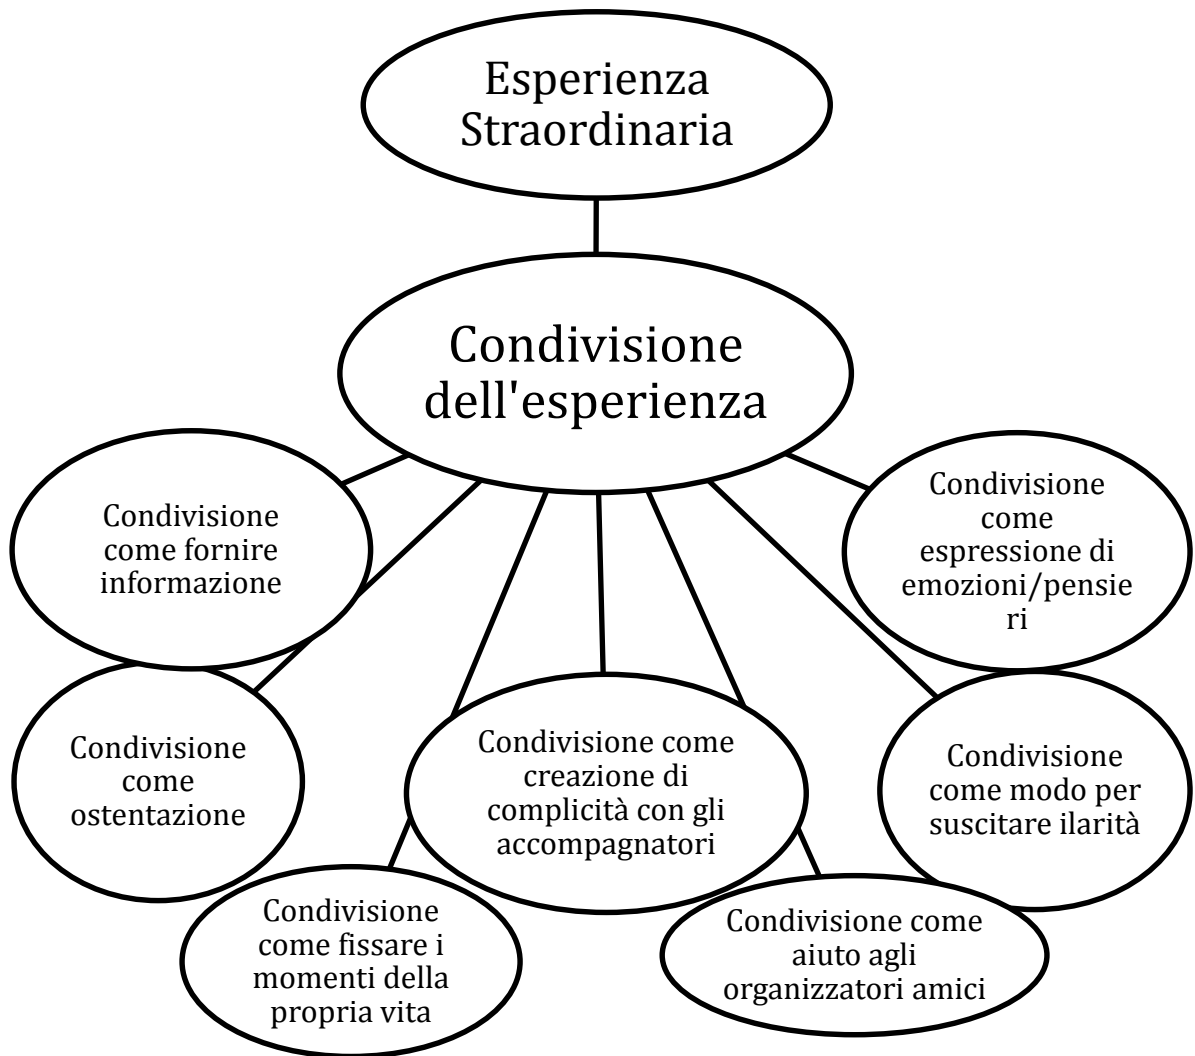 Esperienza
Straordinaria
Condivisione
dell'esperienza
Condivisione
come fornire
informazione
Condivisione
come
espressione di
emozioni/pensie
ri
Condivisione
come
ostentazione
Condivisione come
creazione di
complicità con gli
accompagnatori
Condivisione
come modo per
suscitare ilarità
Condivisione
come fissare i
momenti della
propria vita
Condivisione come
aiuto agli
organizzatori amici